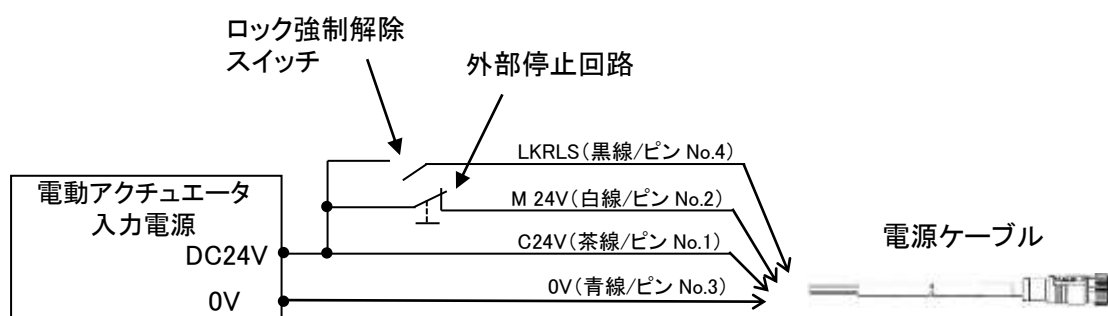 ロック強制解除
スイッチ
外部停止回路
LKRLS(黒線/ピン No.4)
電動アクチュエータ
入力電源
M 24V(白線/ピン No.2)
電源ケーブル
DC24V
C24V(茶線/ピン No.1)
0V
0V(青線/ピン No.3)